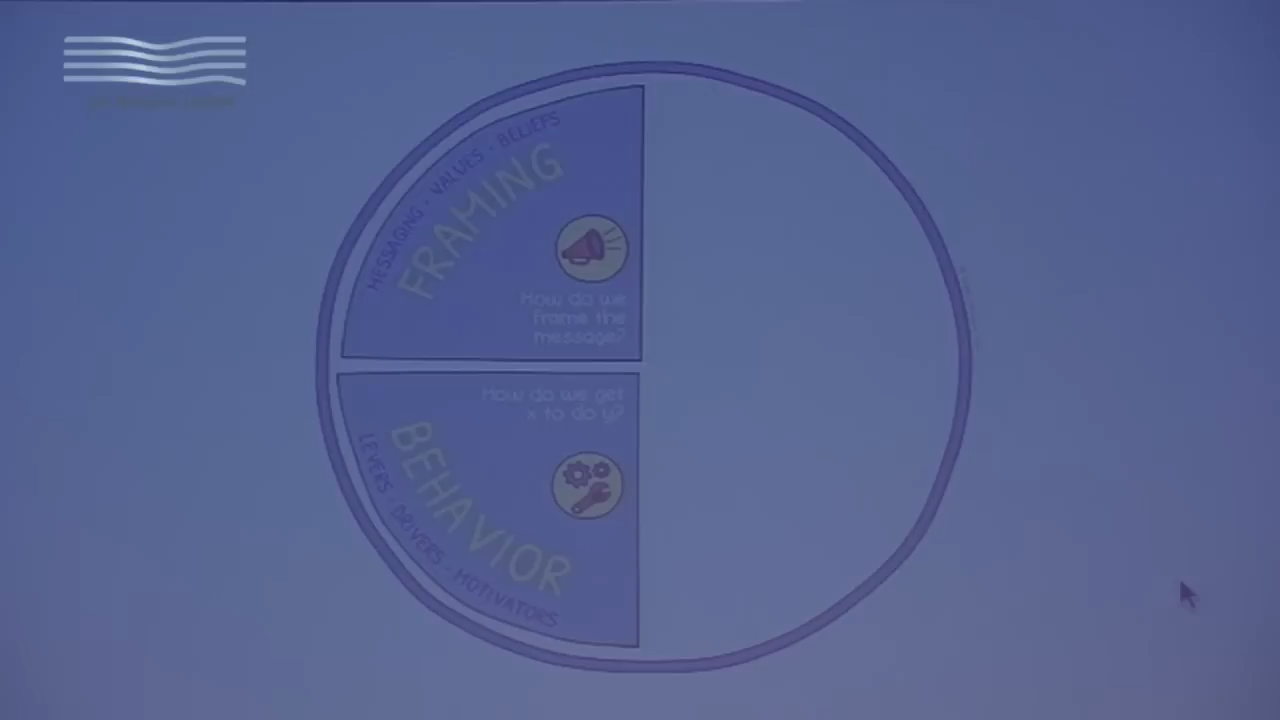 MESSAGING · VALUES · BELIEFS
FRAMING
How do we
frame the
message?
How do we get
x to do y?
BEHAVIOR
LEVERS · DRIVERS · MOTIVATORS